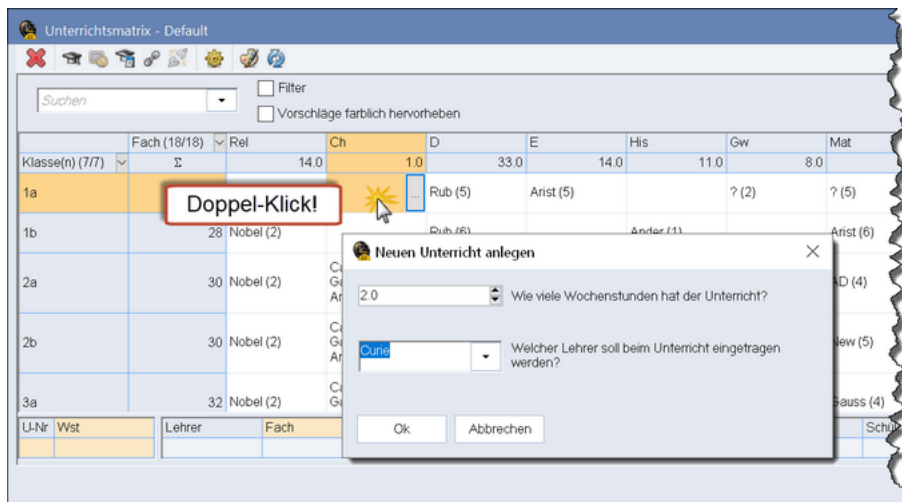 Unterrichtsmatrix - Default
Suchen
Filter
Vorschläge farblich hervorheben
Fach (18/18) Rel Ch D E His Gw Mat
Klasse(n) (7/7) Σ 14.0 1.0 33.0 14.0 11.0 8.0
1a ... Rub (5) Arist (5) ? (2) ? (5)
Doppel-Klick!
1b 28 Nobel (2) Rub (6) Ander (1) Arist (6)
Neuen Unterricht anlegen
2a 30 Nobel (2) (4)
2.0 Wie viele Wochenstunden hat der Unterricht?
2b 30 Nobel (2) (5)
Curie Welcher Lehrer soll beim Unterricht eingetragen
werden?
3a 32 Nobel (2) Gauss (4)
Ok Abbrechen
U-Nr Wst Lehrer Fach